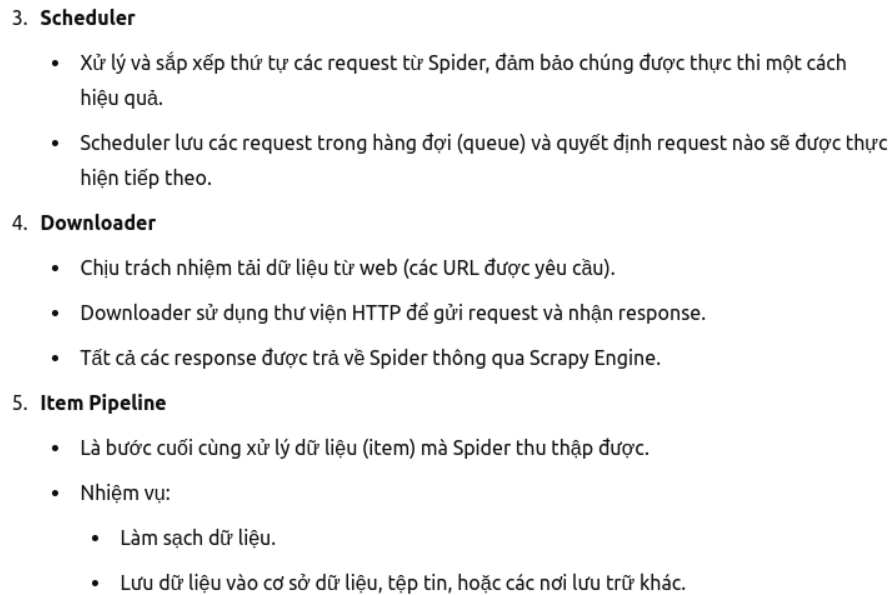 3. Scheduler
• Xử lý và sắp xếp thứ tự các request từ Spider, đảm bảo chúng được thực thi một cách
hiệu quả.
• Scheduler lưu các request trong hàng đợi (queue) và quyết định request nào sẽ được thực
hiện tiếp theo.
4. Downloader
• Chịu trách nhiệm tải dữ liệu từ web (các URL được yêu cầu).
• Downloader sử dụng thư viện HTTP để gửi request và nhận response.
• Tất cả các response được trả về Spider thông qua Scrapy Engine.
5. Item Pipeline
• Là bước cuối cùng xử lý dữ liệu (item) mà Spider thu thập được.
• Nhiệm vụ:
• Làm sạch dữ liệu.
• Lưu dữ liệu vào cơ sở dữ liệu, tệp tin, hoặc các nơi lưu trữ khác.